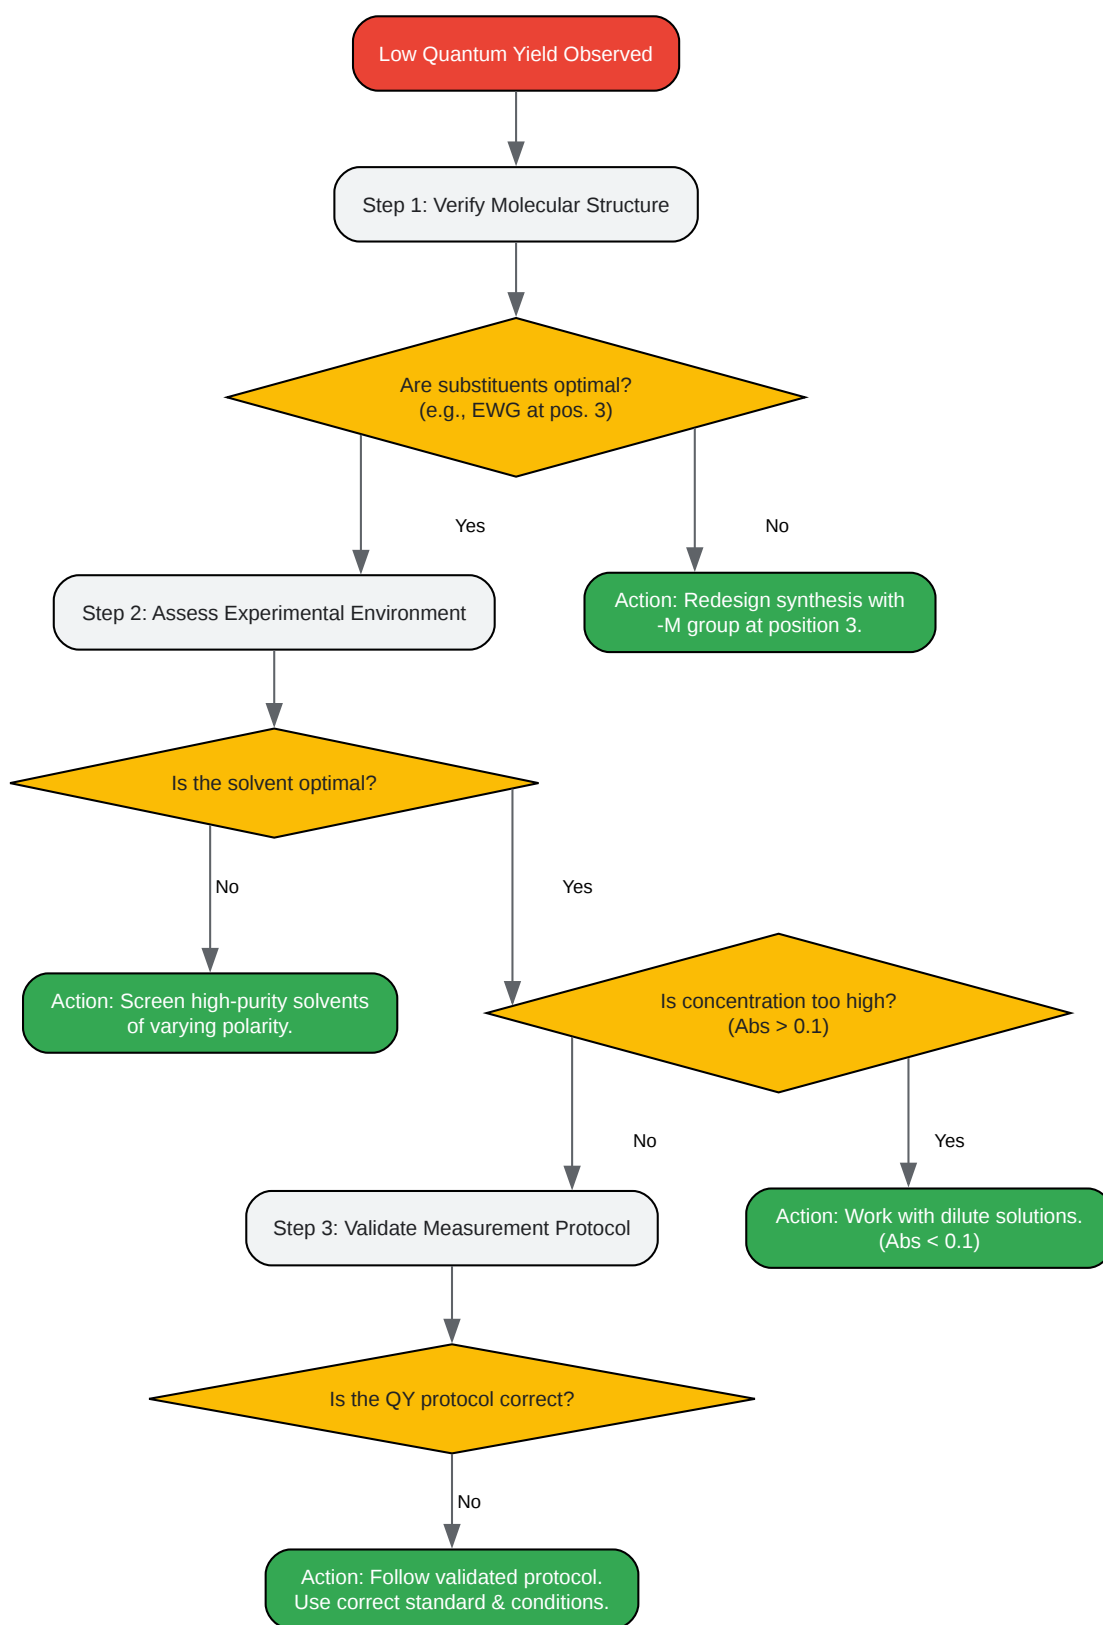 Low Quantum Yield Observed
Step 1: Verify Molecular Structure
Are substituents optimal?
(e.g., EWG at pos. 3)
Yes
No
Step 2: Assess Experimental Environment
Action: Redesign synthesis with
-M group at position 3.
Is the solvent optimal?
No
Yes
Action: Screen high-purity solvents
of varying polarity.
Is concentration too high?
(Abs > 0.1)
No
Yes
Step 3: Validate Measurement Protocol
Action: Work with dilute solutions.
(Abs < 0.1)
Is the QY protocol correct?
No
Action: Follow validated protocol.
Use correct standard & conditions.